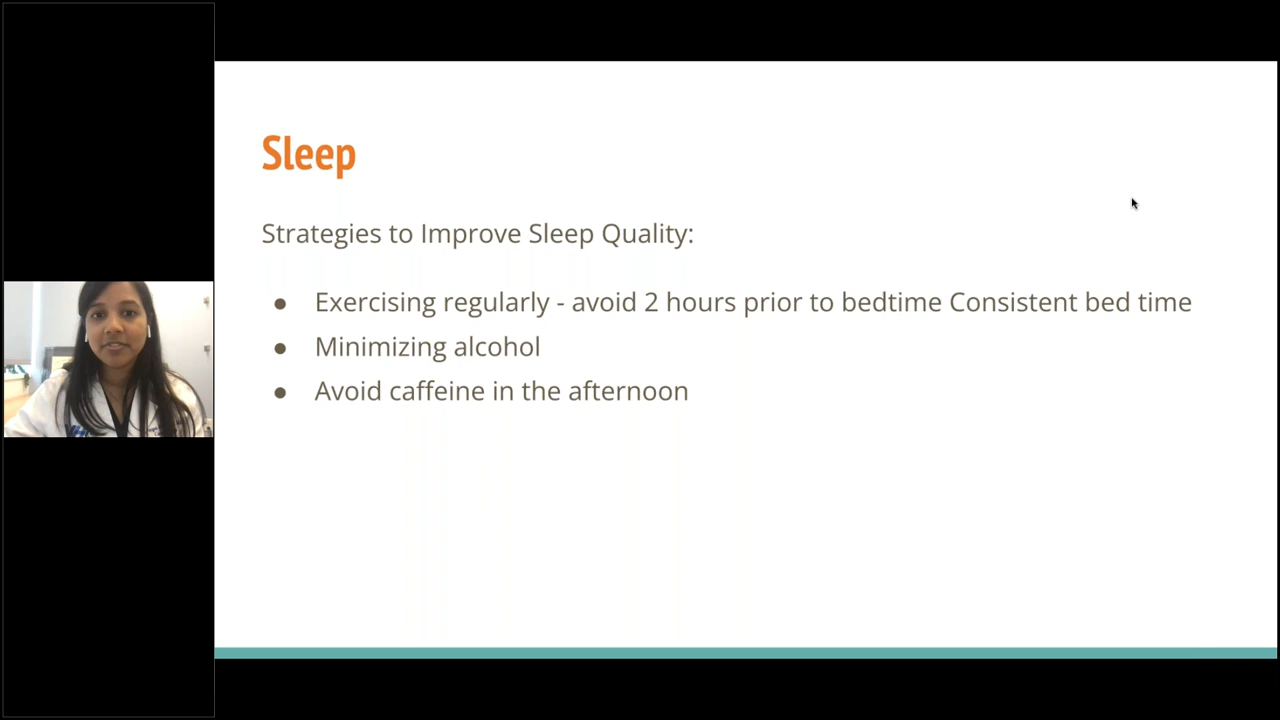 Sleep
Strategies to Improve Sleep Quality:
● Exercising regularly - avoid 2 hours prior to bedtime Consistent bed time
● Minimizing alcohol
● Avoid caffeine in the afternoon